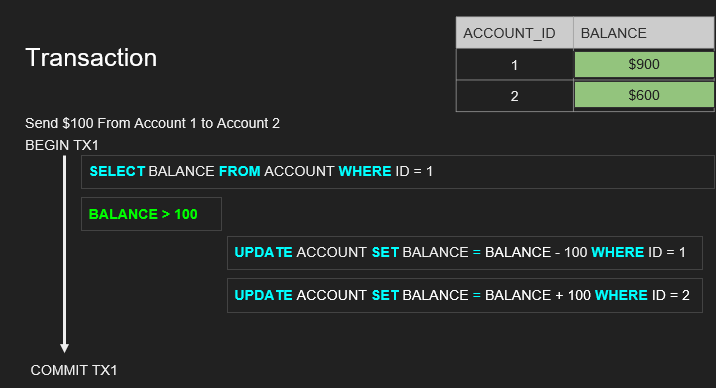 ACCOUNT_ID BALANCE
Transaction
1 $900
2 $600
Send $100 From Account 1 to Account 2
BEGIN TX1
SELECT BALANCE FROM ACCOUNT WHERE ID = 1
BALANCE > 100
UPDATE ACCOUNT SET BALANCE = BALANCE - 100 WHERE ID = 1
UPDATE ACCOUNT SET BALANCE = BALANCE + 100 WHERE ID = 2
COMMIT TX1